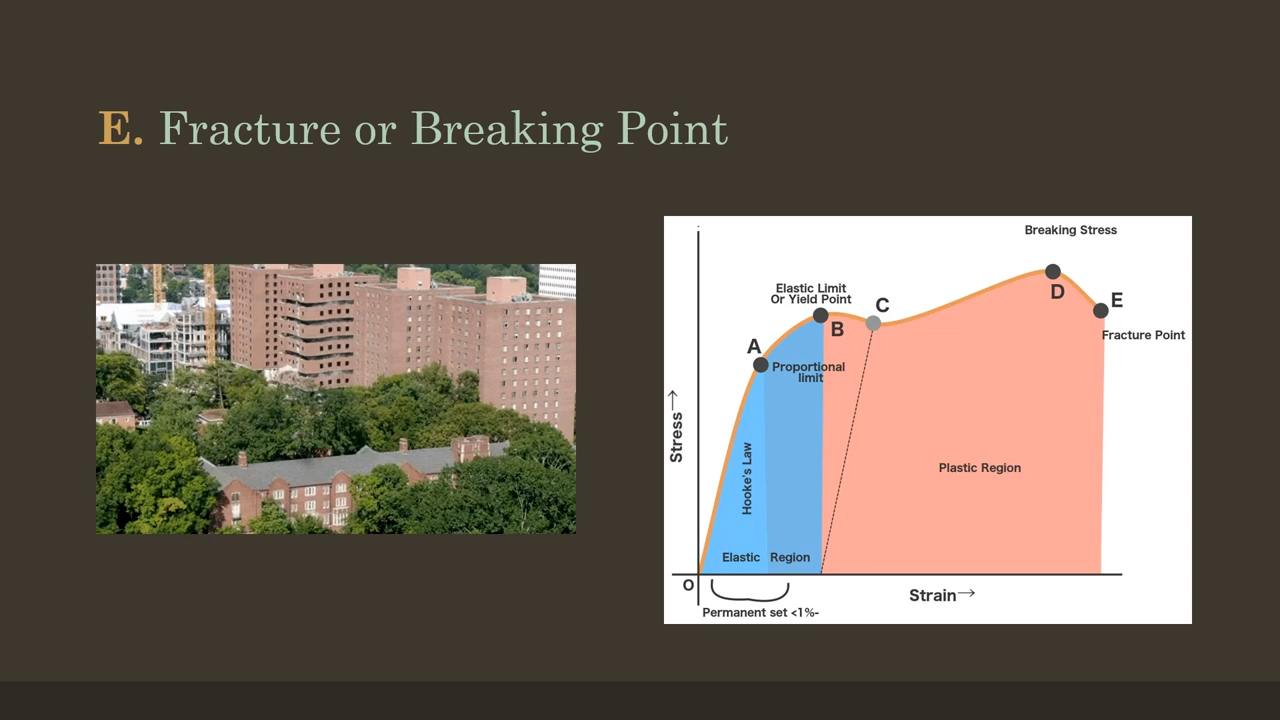 E. Fracture or Breaking Point
Breaking Stress
D
E
Fracture Point
Elastic Limit
Or Yield Point
B
C
A
Proportional
limit
Stress→
Hooke's Law
Plastic Region
Elastic Region
O
Strain→
Permanent set <1%-